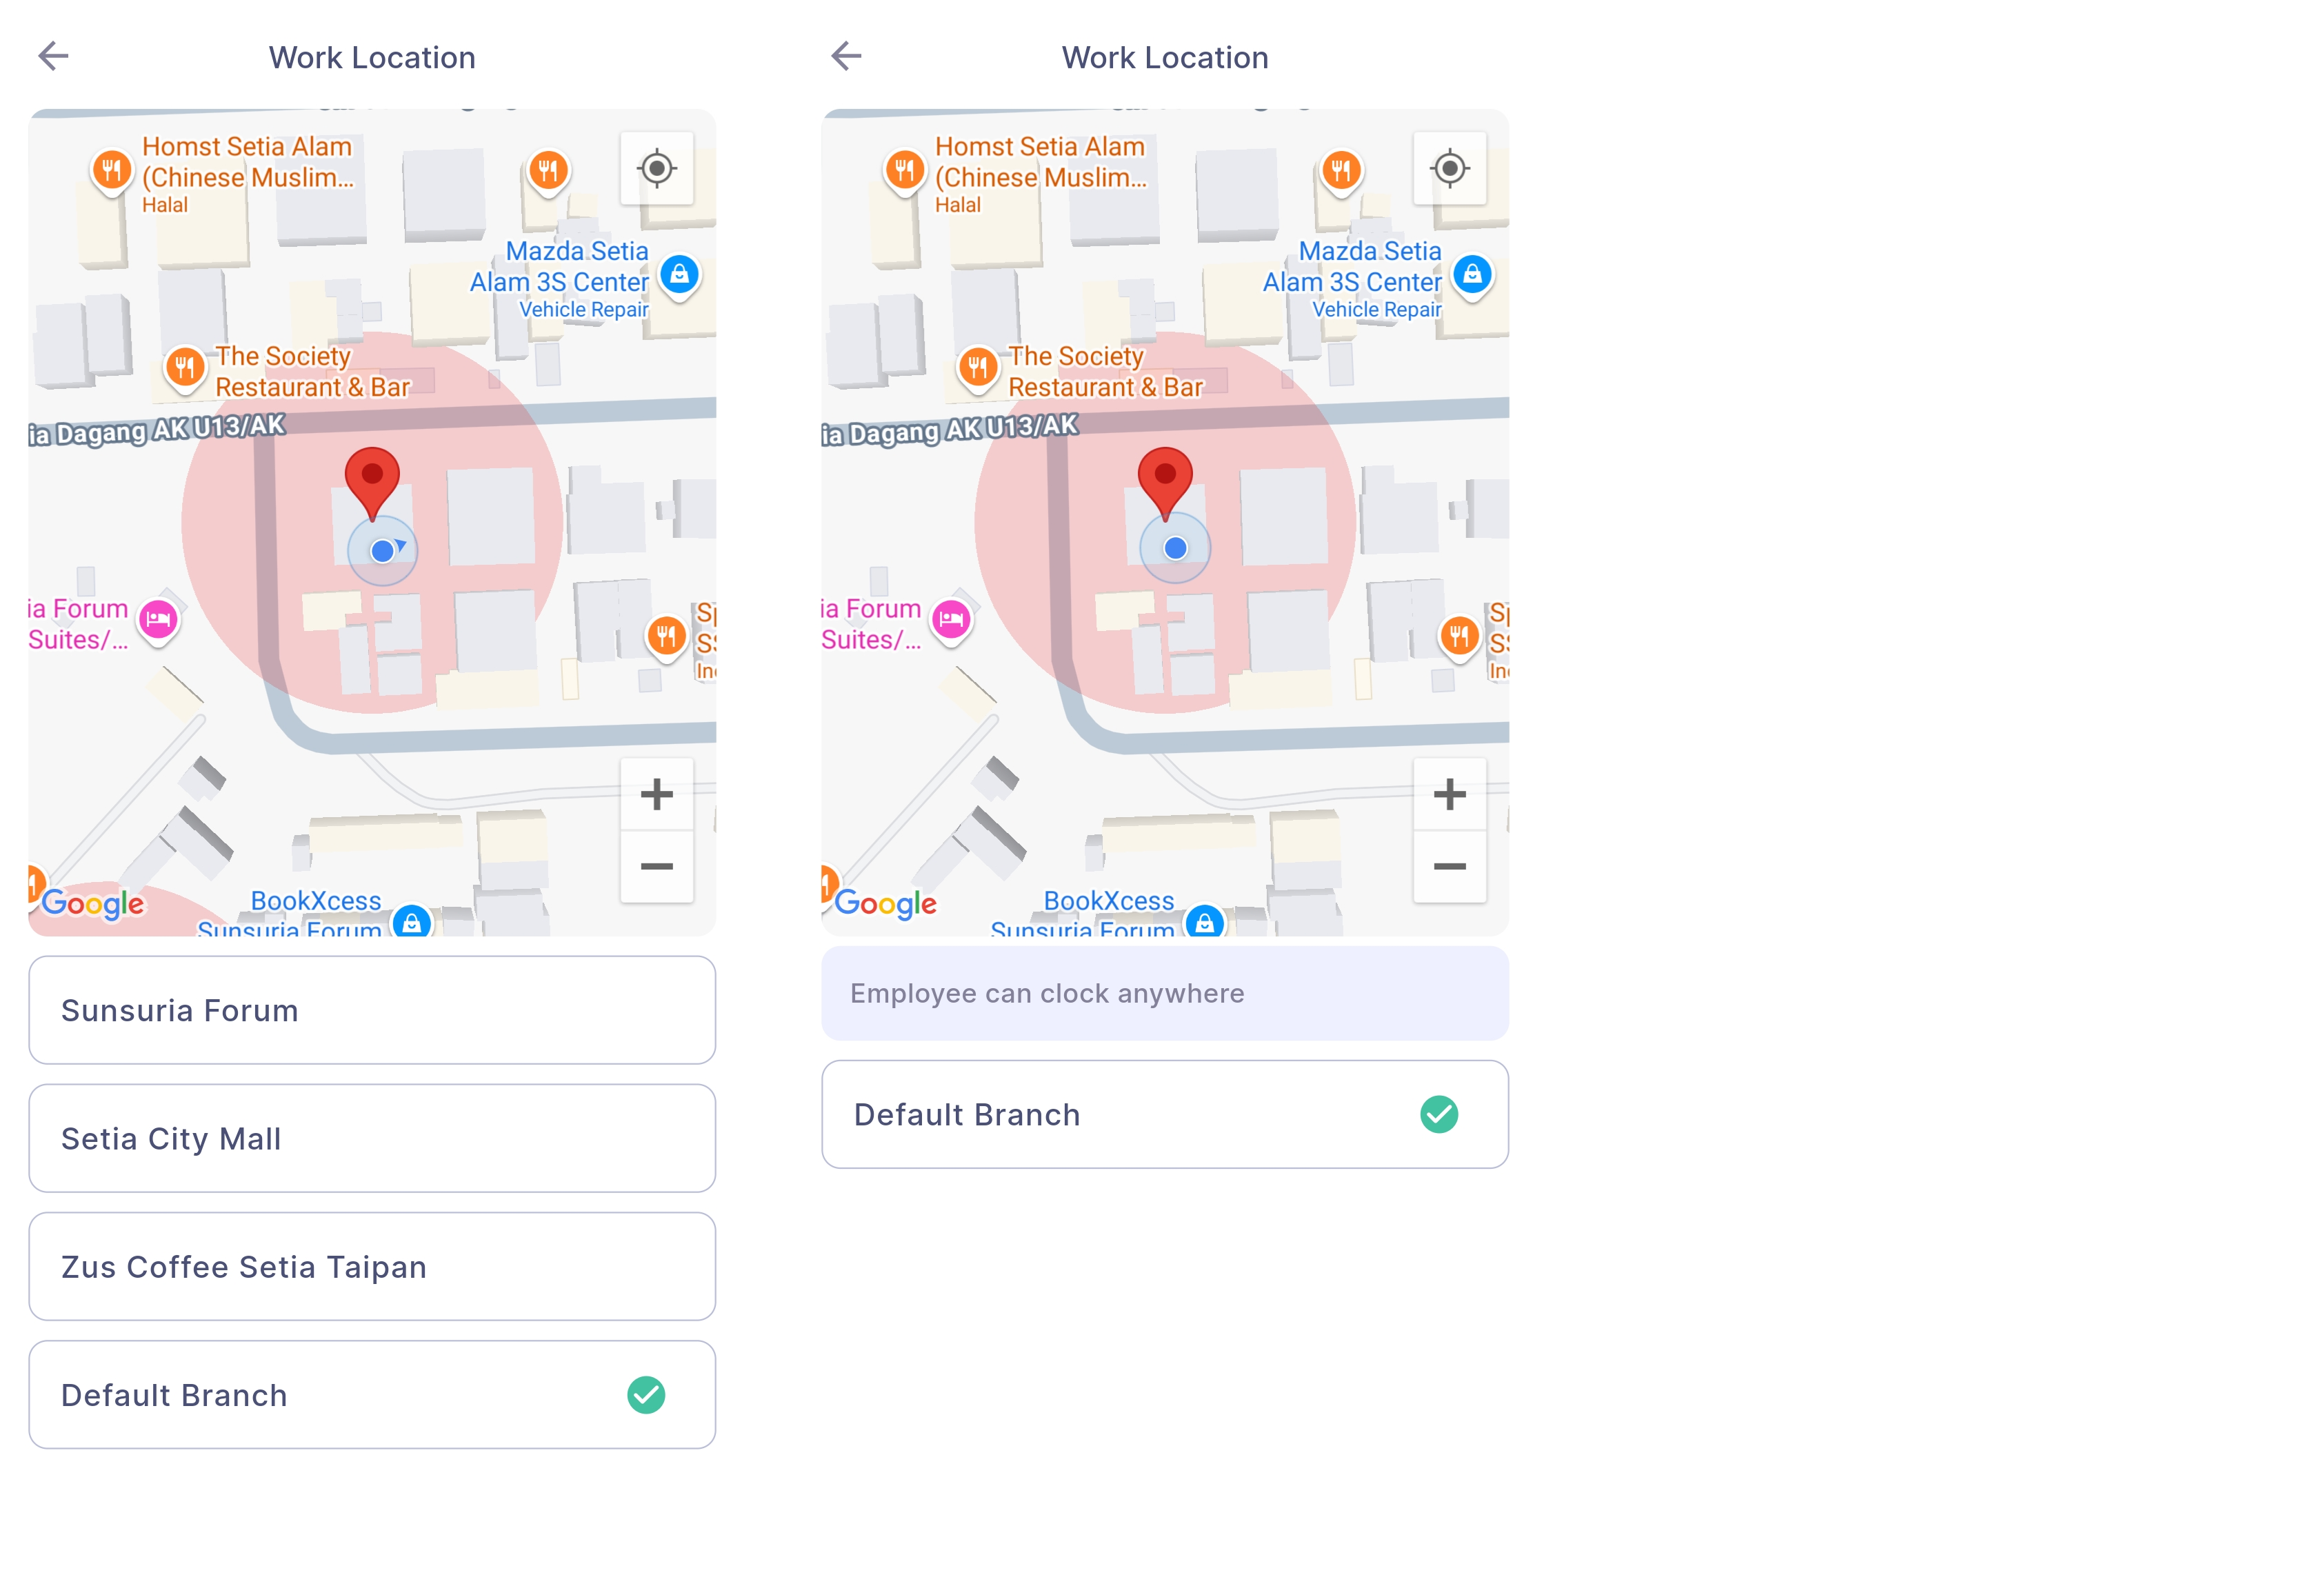 Work Location
Homst Setia Alam
(Chinese Muslim...
Halal
Mazda Setia
Alam 3S Center
Vehicle Repair
The Society
Restaurant & Bar
ia Dagang AK U13/AK
ia Forum
Suites/...
Sp
SS
Google
BookXcess
Sunsuria Forum
Sunsuria Forum
Setia City Mall
Zus Coffee Setia Taipan
Default Branch
Work Location
Homst Setia Alam
(Chinese Muslim...
Halal
Mazda Setia
Alam 3S Center
Vehicle Repair
The Society
Restaurant & Bar
ia Dagang AK U13/AK
ia Forum
Suites/...
Google
BookXcess
Sunsuria Forum
Employee can clock anywhere
Default Branch